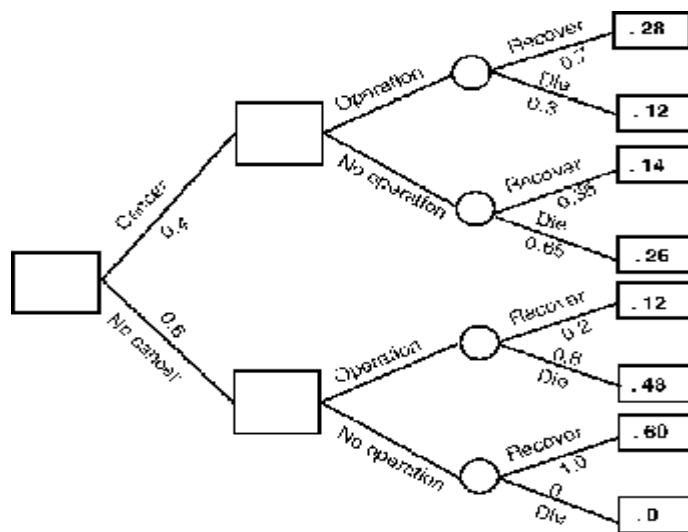 Recover
0.7
.28
Operation
Die
0.3
.12
Cancer
0.4
No operation
Recover
0.35
.14
Die
0.65
.26
0.6
No cancer
Operation
Recover
0.2
.12
0.8
Die
.48
No operation
Recover
1.0
.60
0
Die
.0